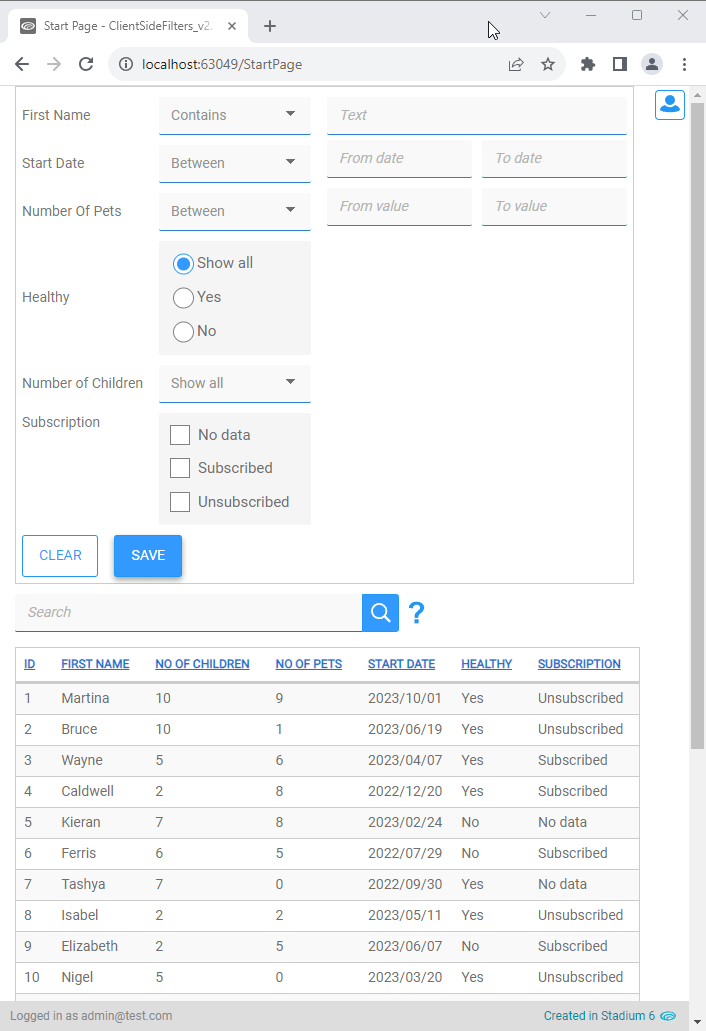 Start Page - ClientSideFilters_v2.
localhost:63049/StartPage
First Name Contains Text
Start Date Between From date To date
Number Of Pets Between From value To value
Show all
Healthy Yes
No
Number of Children Show all
Subscription
No data
Subscribed
Unsubscribed
CLEAR SAVE
Search ?
ID FIRST NAME NO OF CHILDREN NO OF PETS START DATE HEALTHY SUBSCRIPTION
1 Martina 10 9 2023/10/01 Yes Unsubscribed
2 Bruce 10 1 2023/06/19 Yes Unsubscribed
3 Wayne 5 6 2023/04/07 Yes Subscribed
4 Caldwell 2 8 2022/12/20 Yes Subscribed
5 Kieran 7 8 2023/02/24 No No data
6 Ferris 6 5 2022/07/29 No Subscribed
7 Tashya 7 0 2022/09/30 Yes No data
8 Isabel 2 2 2023/05/11 Yes Unsubscribed
9 Elizabeth 2 5 2023/06/07 No Subscribed
10 Nigel 5 0 2023/03/20 Yes Unsubscribed
Logged in as admin@test.com Created in Stadium 6